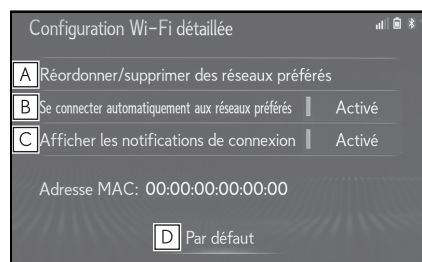 Configuration Wi-Fi détaillée
A Réordonner/supprimer des réseaux préférés
B Se connecter automatiquement aux réseaux préférés Activé
C Afficher les notifications de connexion Activé
Adresse MAC: 00:00:00:00:00:00
D Par défaut